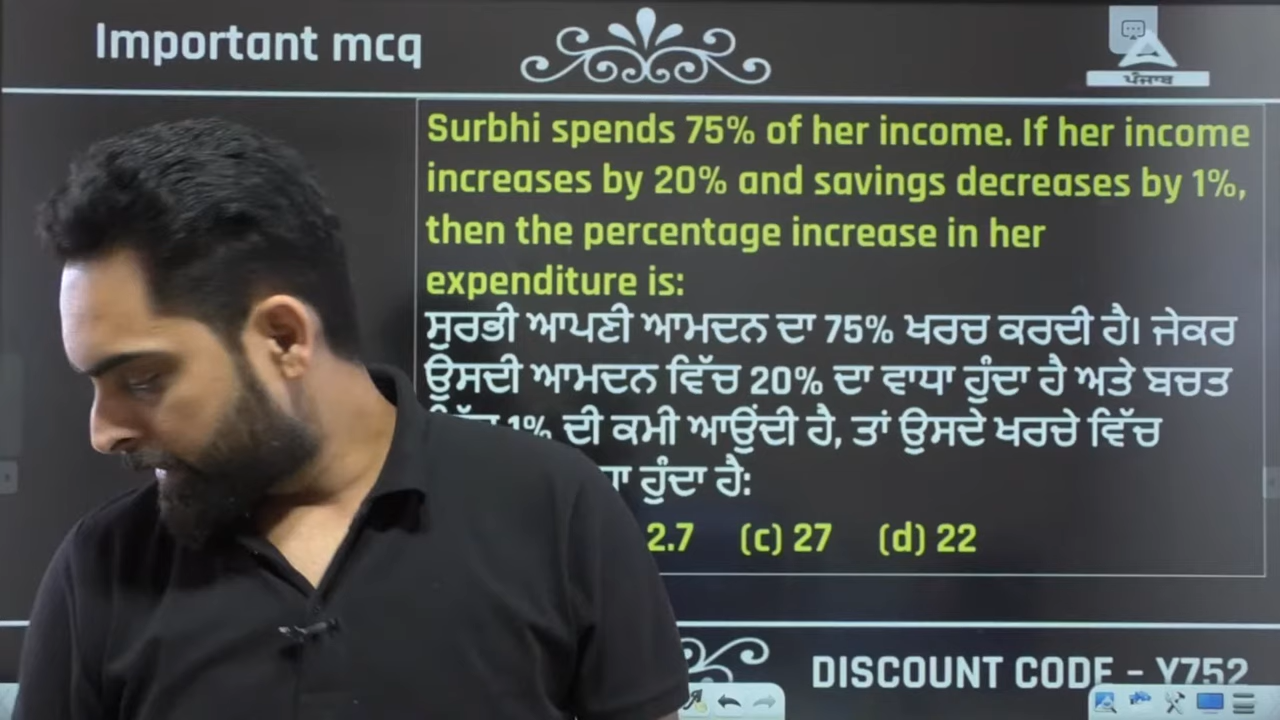 Important mcq
ਪੰਜਾਬ
Surbhi spends 75% of her income. If her income
increases by 20% and savings decreases by 1%,
then the percentage increase in her
expenditure is:
ਸੁਰਭੀ ਆਪਣੀ ਆਮਦਨ ਦਾ 75% ਖਰਚ ਕਰਦੀ ਹੈ। ਜੇਕਰ
ਉਸਦੀ ਆਮਦਨ ਵਿੱਚ 20% ਦਾ ਵਾਧਾ ਹੁੰਦਾ ਹੈ ਅਤੇ ਬਚਤ
1% ਦੀ ਕਮੀ ਆਉਂਦੀ ਹੈ, ਤਾਂ ਉਸਦੇ ਖਰਚੇ ਵਿੱਚ
ਹੁੰਦਾ ਹੈ:
2.7 (c) 27 (d) 22
DISCOUNT CODE - Y752